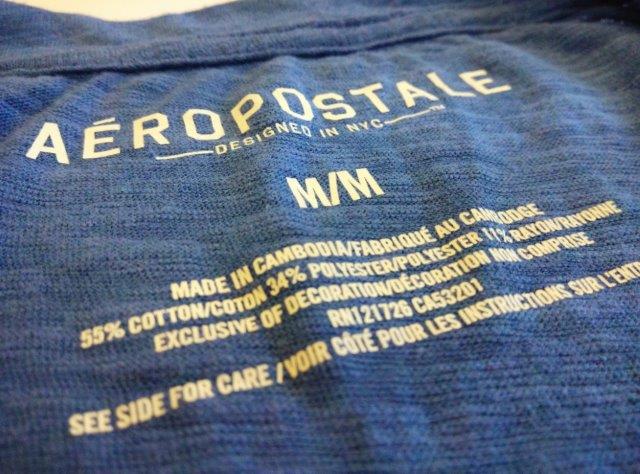 AÉROPOSTALE
DESIGNED IN NYC
M/M
MADE IN CAMBODIA/FABRIQUÉ AU CAMBODGE
55% COTTON/COTON 34% POLYESTER/POLYESTER 11% RAYON/RAYONNE
EXCLUSIVE OF DECORATION/DÉCORATION NON COMPRISE
RN121726 CA53201
SEE SIDE FOR CARE / VOIR CÔTÉ POUR LES INSTRUCTIONS SUR L'ENT